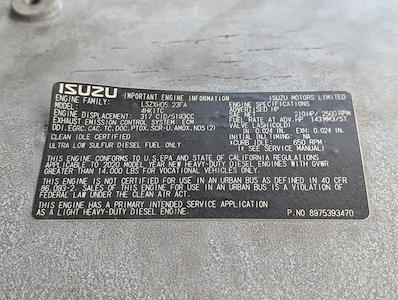 ISUZU IMPORTANT ENGINE INFORMATION ISUZU MOTORS LIMITED
ENGINE FAMILY: LSZXH05.23FA
4HK1TC
ENGINE DISPLACEMENT: 317 CID/5193CC
EXHAUST EMISSION CONTROL SYSTEM: ECM
DDI.EGRC.CAC.TC.DOC.PTOX.SCR-U.AMOX.NOS(2)
ENGINE SPECIFICATIONS
ADVERTISED HP
SAE NET : 210HP/ 2500RPM
FUEL RATE AT ADV.HP : 143MM3/ST
VALVE LASH(COLD)
IN: 0.024 IN. EXH: 0.024 IN.
INITIAL TIMING : NA
*CURB IDLE: 650 RPM
(* SEE SERVICE MANUAL)
CLEAN IDLE CERTIFIED
ULTRA LOW SULFUR DIESEL FUEL ONLY.
ENGINE CONFORMS TO U.S.EPA AND STATE OF CALIFORNIA REGULATIONS
APPLICABLE TO 2020 MODEL YEAR NEW HEAVY-DUTY DIESEL ENGINES WITH GVWR
GREATER THAN 14,000 LBS FOR VOCATIONAL VEHICLES ONLY.
THIS ENGINE IS NOT CERTIFIED FOR USE IN AN URBAN BUS AS DEFINED IN 40 CFR
86.093-2. SALES OF THIS ENGINE FOR USE IN AN URBAN BUS IS A VIOLATION OF
FEDERAL LAW UNDER THE CLEAN AIR ACT.
THIS ENGINE HAS A PRIMARY INTENDED SERVICE APPLICATION
AS A LIGHT HEAVY-DUTY DIESEL ENGINE. P.NO 8975393470